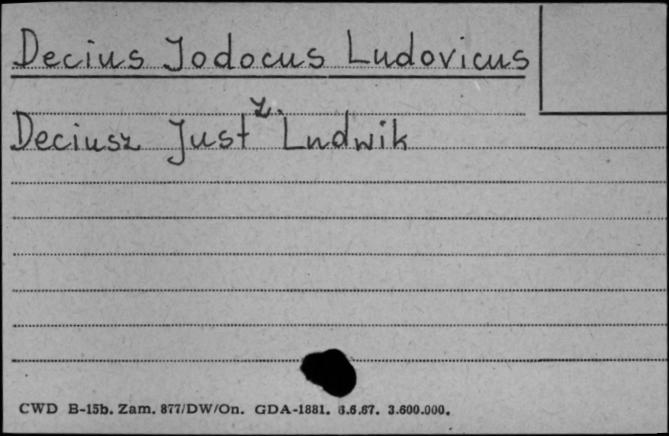 Decius Jodocus Ludovicus
z.
Deciusz Just Ludwik
CWD B-15b. Zam. 877/DW/On. GDA-1881. 6.6.67. 3.600.000.